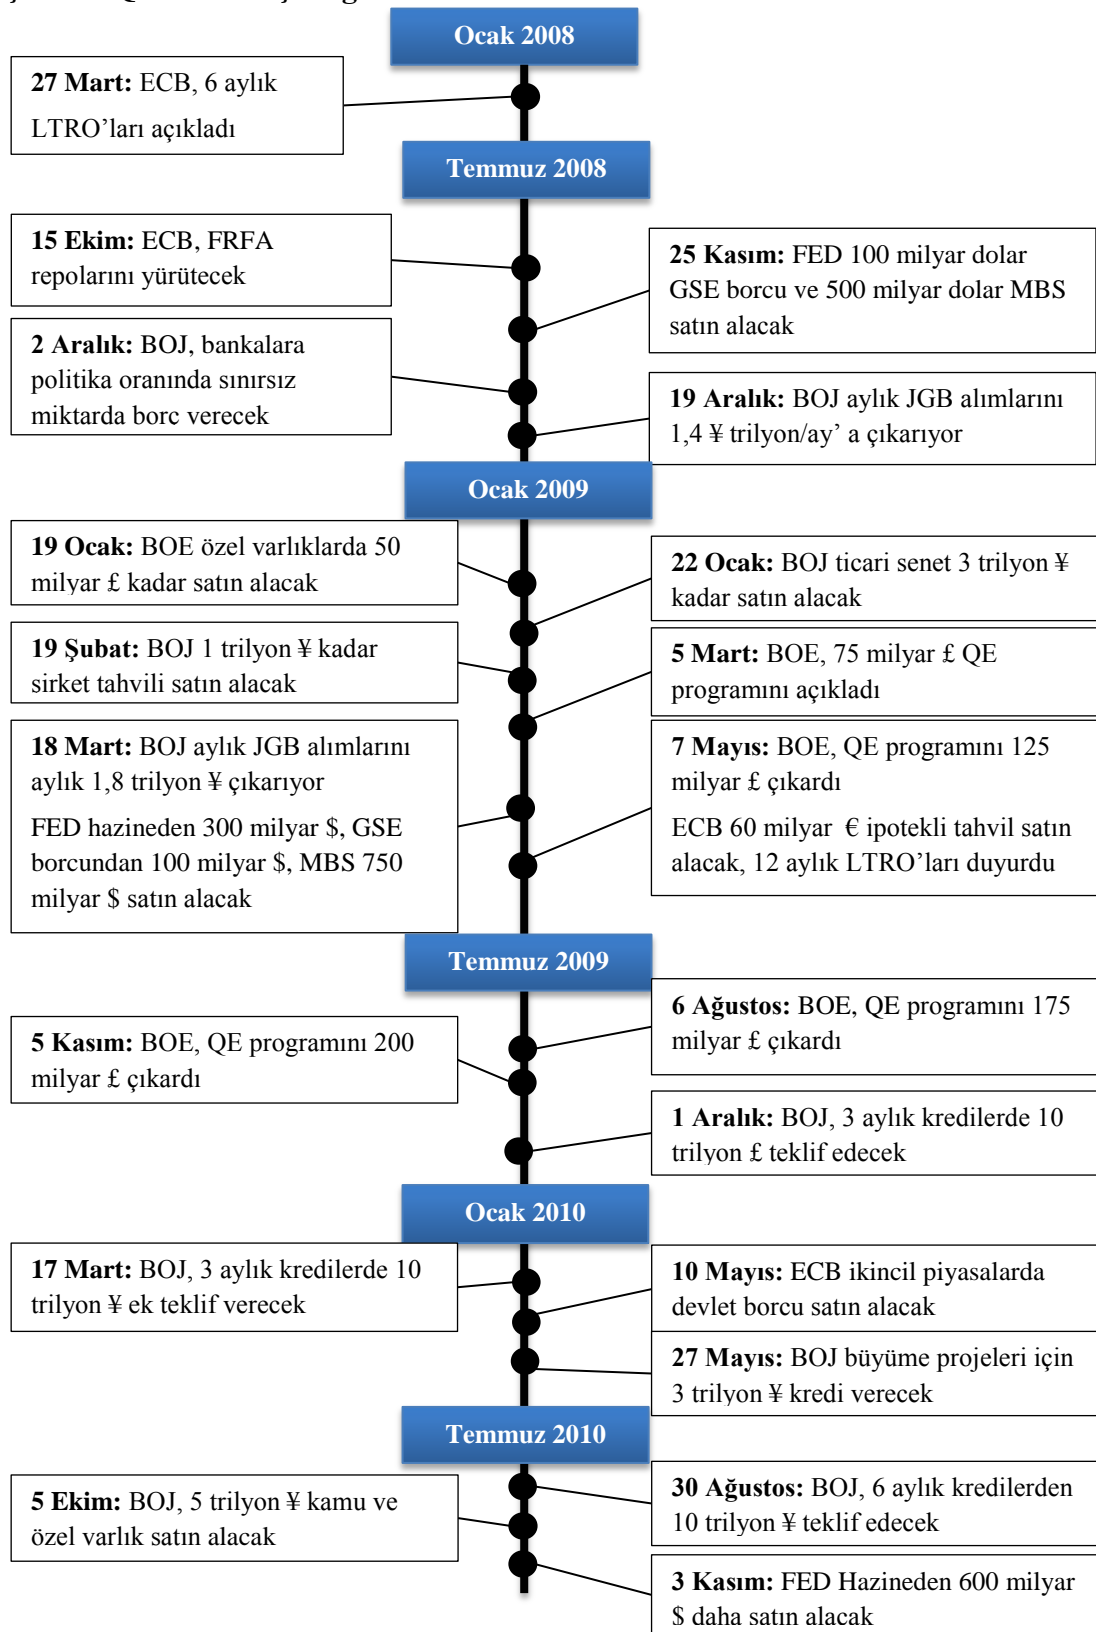 Ocak 2008
27 Mart: ECB, 6 aylık
LTRO’ları açıkladı
Temmuz 2008
15 Ekim: ECB, FRFA
repolarını yürütecek
25 Kasım: FED 100 milyar dolar
GSE borcu ve 500 milyar dolar MBS
satın alacak
2 Aralık: BOJ, bankalara
politika oranında sınırsız
miktarda borc verecek
19 Aralık: BOJ aylık JGB alımlarını
1,4 ¥ trilyon/ay’ a çıkarıyor
Ocak 2009
19 Ocak: BOE özel varlıklarda 50
milyar £ kadar satın alacak
22 Ocak: BOJ ticari senet 3 trilyon ¥
kadar satın alacak
19 Şubat: BOJ 1 trilyon ¥ kadar
sirket tahvili satın alacak
5 Mart: BOE, 75 milyar £ QE
programını açıkladı
18 Mart: BOJ aylık JGB alımlarını
aylık 1,8 trilyon ¥ çıkarıyor
FED hazineden 300 milyar $, GSE
borcundan 100 milyar $, MBS 750
milyar $ satın alacak
7 Mayıs: BOE, QE programını 125
milyar £ çıkardı
ECB 60 milyar € ipotekli tahvil satın
alacak, 12 aylık LTRO’ları duyurdu
Temmuz 2009
6 Ağustos: BOE, QE programını 175
milyar £ çıkardı
5 Kasım: BOE, QE programını 200
milyar £ çıkardı
1 Aralık: BOJ, 3 aylık kredilerde 10
trilyon £ teklif edecek
Ocak 2010
17 Mart: BOJ, 3 aylık kredilerde 10
trilyon ¥ ek teklif verecek
10 Mayıs: ECB ikincil piyasalarda
devlet borcu satın alacak
27 Mayıs: BOJ büyüme projeleri için
3 trilyon ¥ kredi verecek
Temmuz 2010
30 Ağustos: BOJ, 6 aylık kredilerden
10 trilyon ¥ teklif edecek
5 Ekim: BOJ, 5 trilyon ¥ kamu ve
özel varlık satın alacak
3 Kasım: FED Hazineden 600 milyar
$ daha satın alacak